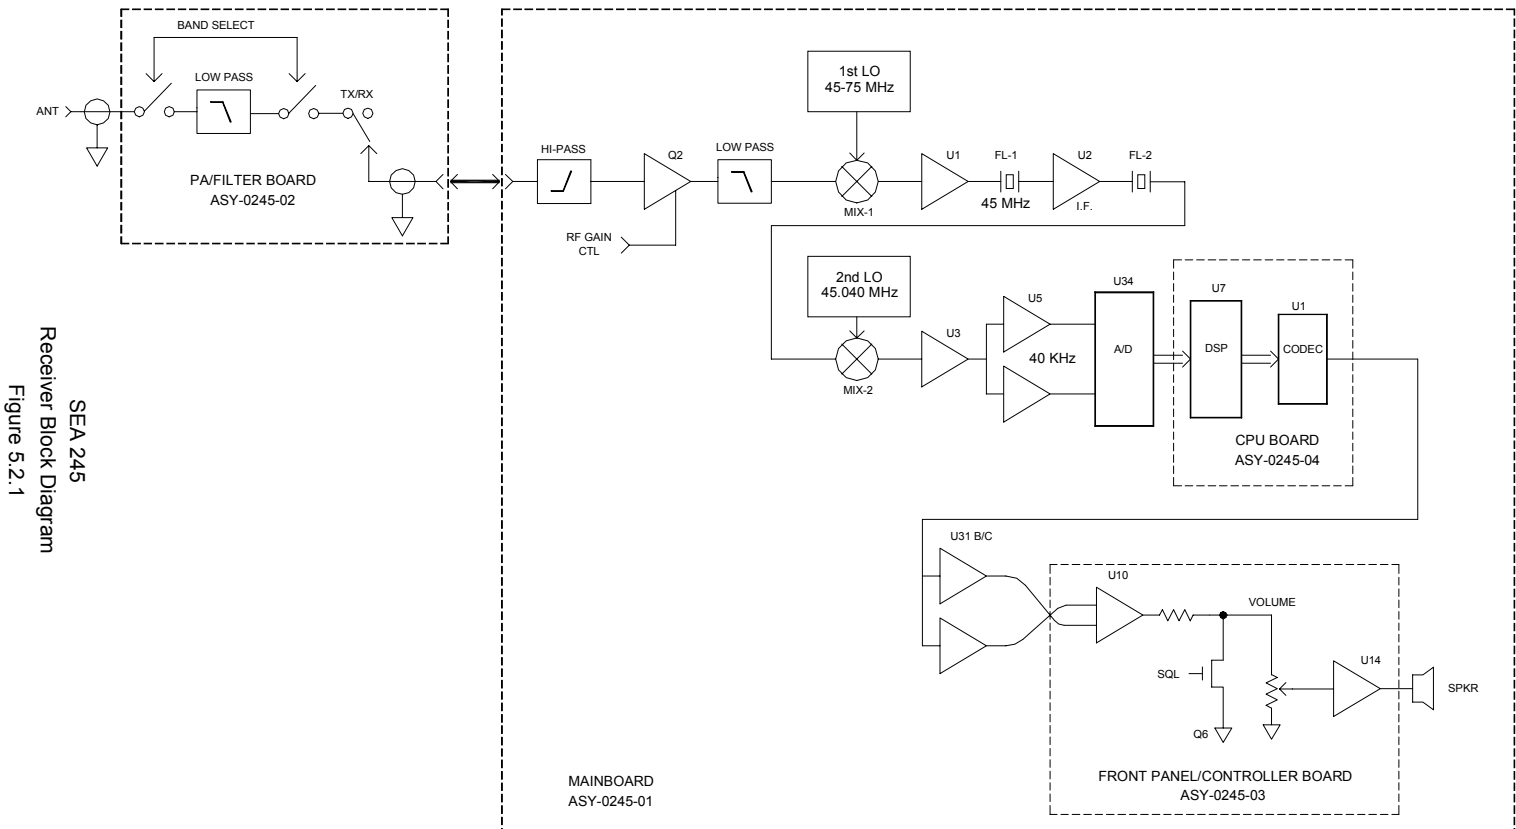 BAND SELECT
LOW PASS
TX/RX
ANT
PA/FILTER BOARD
ASY-0245-02
HI-PASS
Q2
LOW PASS
RF GAIN
CTL
1st LO
45-75 MHz
MIX-1
U1
FL-1
45 MHz
U2
I.F.
FL-2
2nd LO
45.040 MHz
MIX-2
U3
U5
40 KHz
U34
A/D
U7
DSP
U1
CODEC
CPU BOARD
ASY-0245-04
U31 B/C
U10
VOLUME
SQL
Q6
U14
SPKR
FRONT PANEL/CONTROLLER BOARD
ASY-0245-03
MAINBOARD
ASY-0245-01
SEA 245
Receiver Block Diagram
Figure 5.2.1